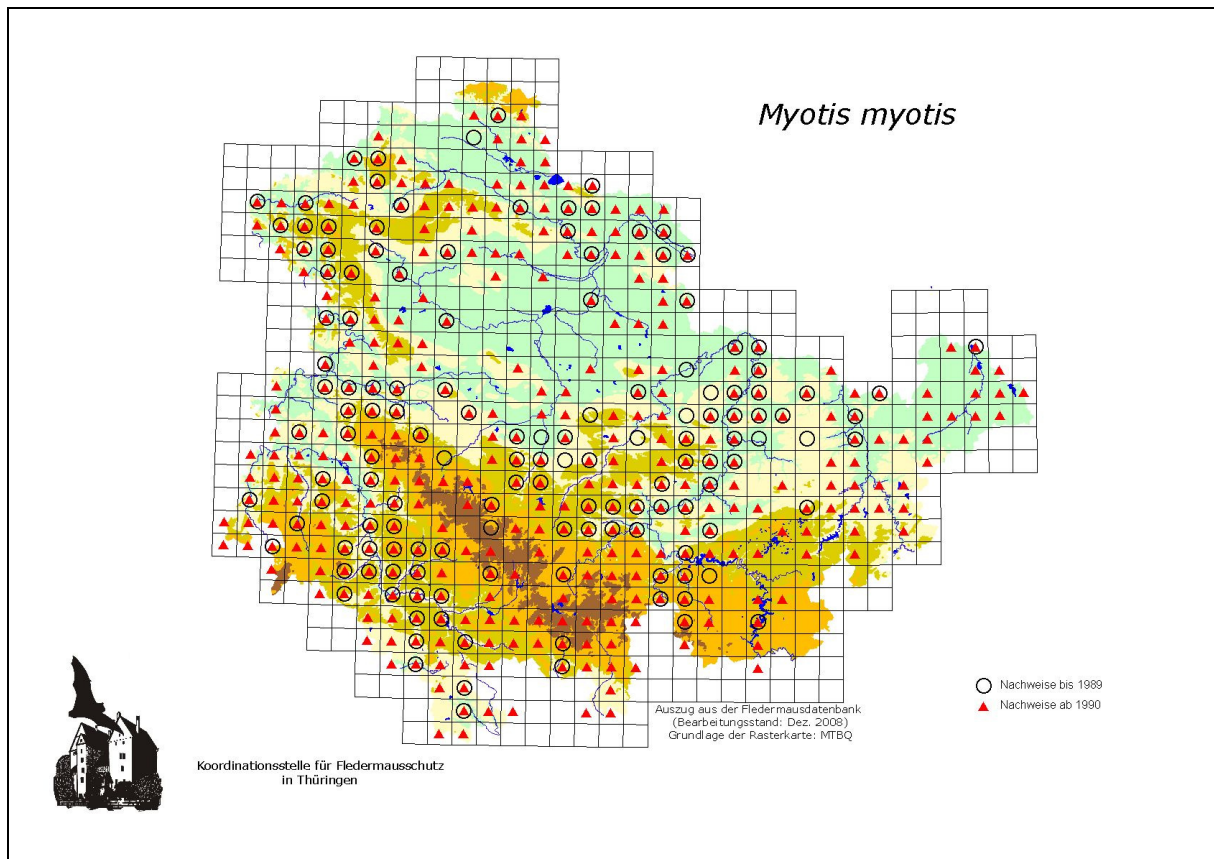 Myotis myotis
Nachweise bis 1989
Nachweise ab 1990
Auszug aus der Fledermausdatenbank
(Bearbeitungsstand: Dez. 2008)
Grundlage der Rasterkarte: MTBQ
Koordinationsstelle für Fledermausschutz
in Thüringen